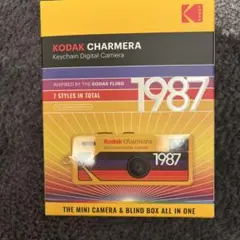 Kodak
KODAK CHARMERA
Keychain Digital Camera
INSPIRED BY THE KODAK FLING
7 STYLES IN TOTAL
1987
Kodak Charmera
1987
THE MINI CAMERA & BLIND BOX ALL IN ONE